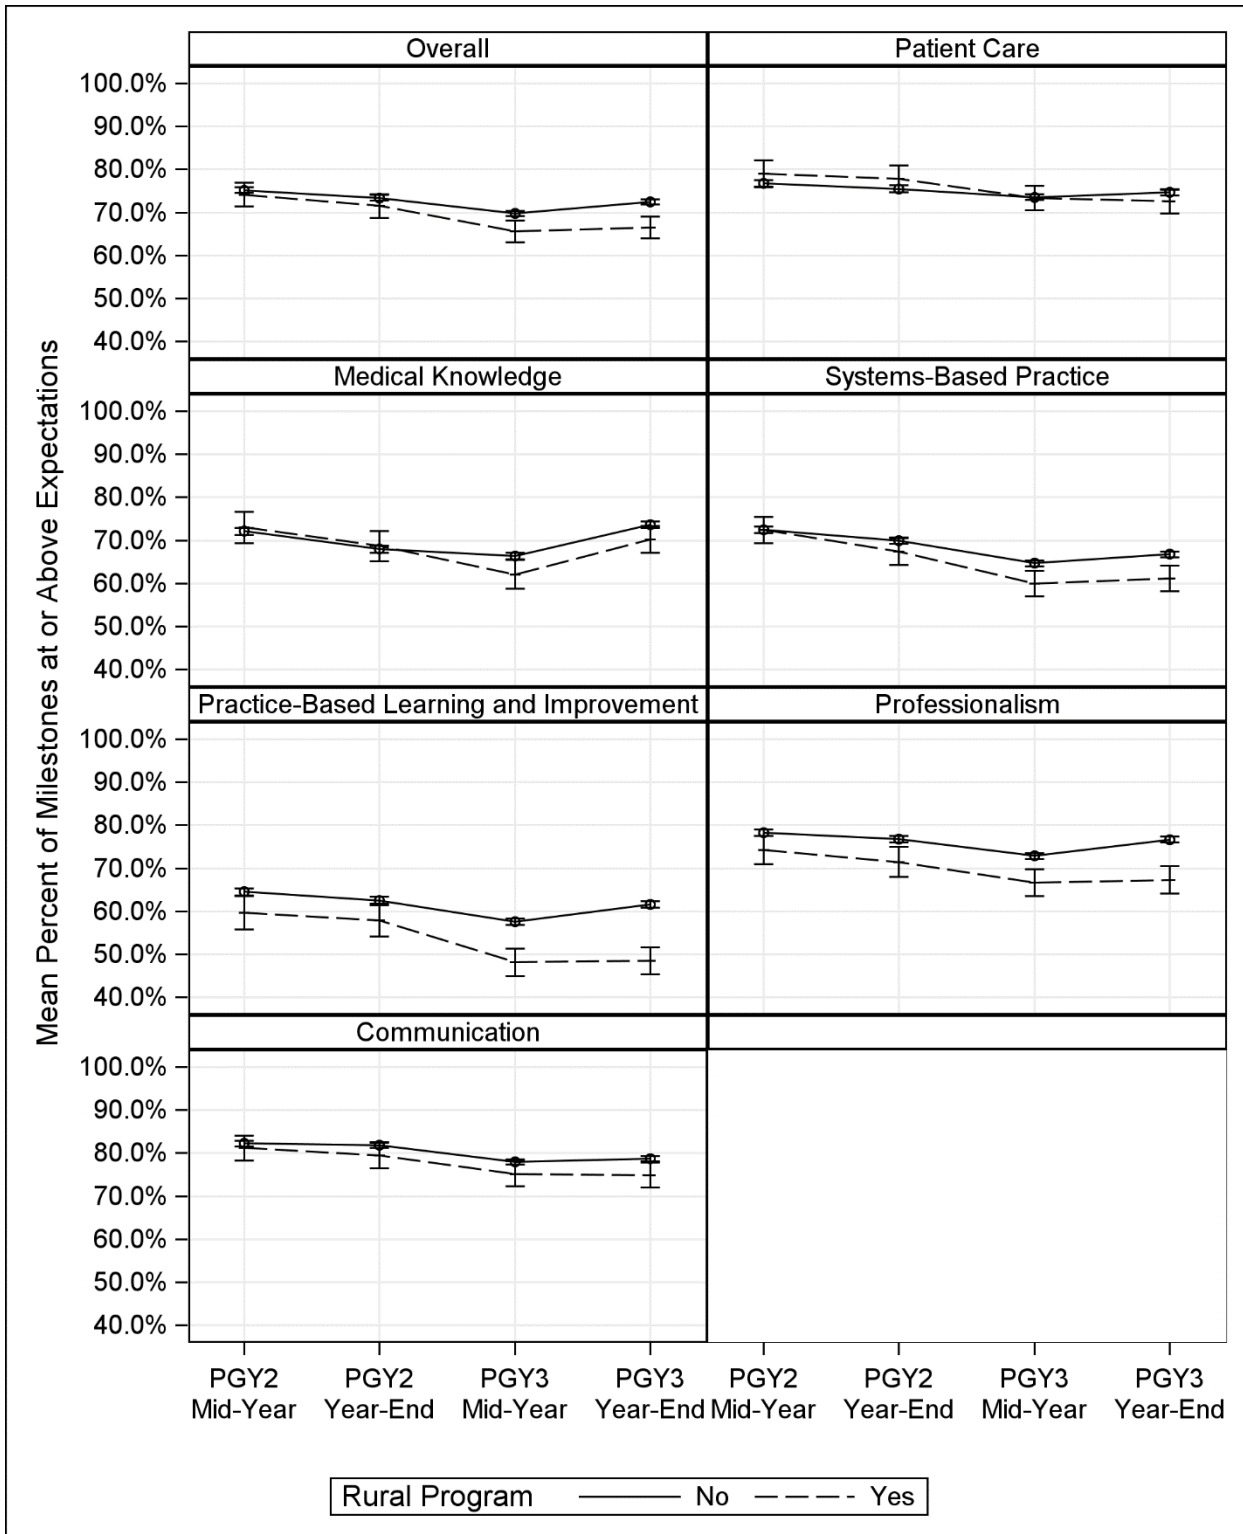 Mean Percent of Milestones at or Above Expectations
Overall
Patient Care
100.0%
90.0%
80.0%
70.0%
60.0%
50.0%
40.0%
Medical Knowledge
Systems-Based Practice
100.0%
90.0%
80.0%
70.0%
60.0%
50.0%
40.0%
Practice-Based Learning and Improvement
Professionalism
100.0%
90.0%
80.0%
70.0%
60.0%
50.0%
40.0%
Communication
100.0%
90.0%
80.0%
70.0%
60.0%
50.0%
40.0%
PGY2
Mid-Year
PGY2
Year-End
PGY3
Mid-Year
PGY3
Year-End
PGY2
Mid-Year
PGY2
Year-End
PGY3
Mid-Year
PGY3
Year-End
Rural Program No Yes